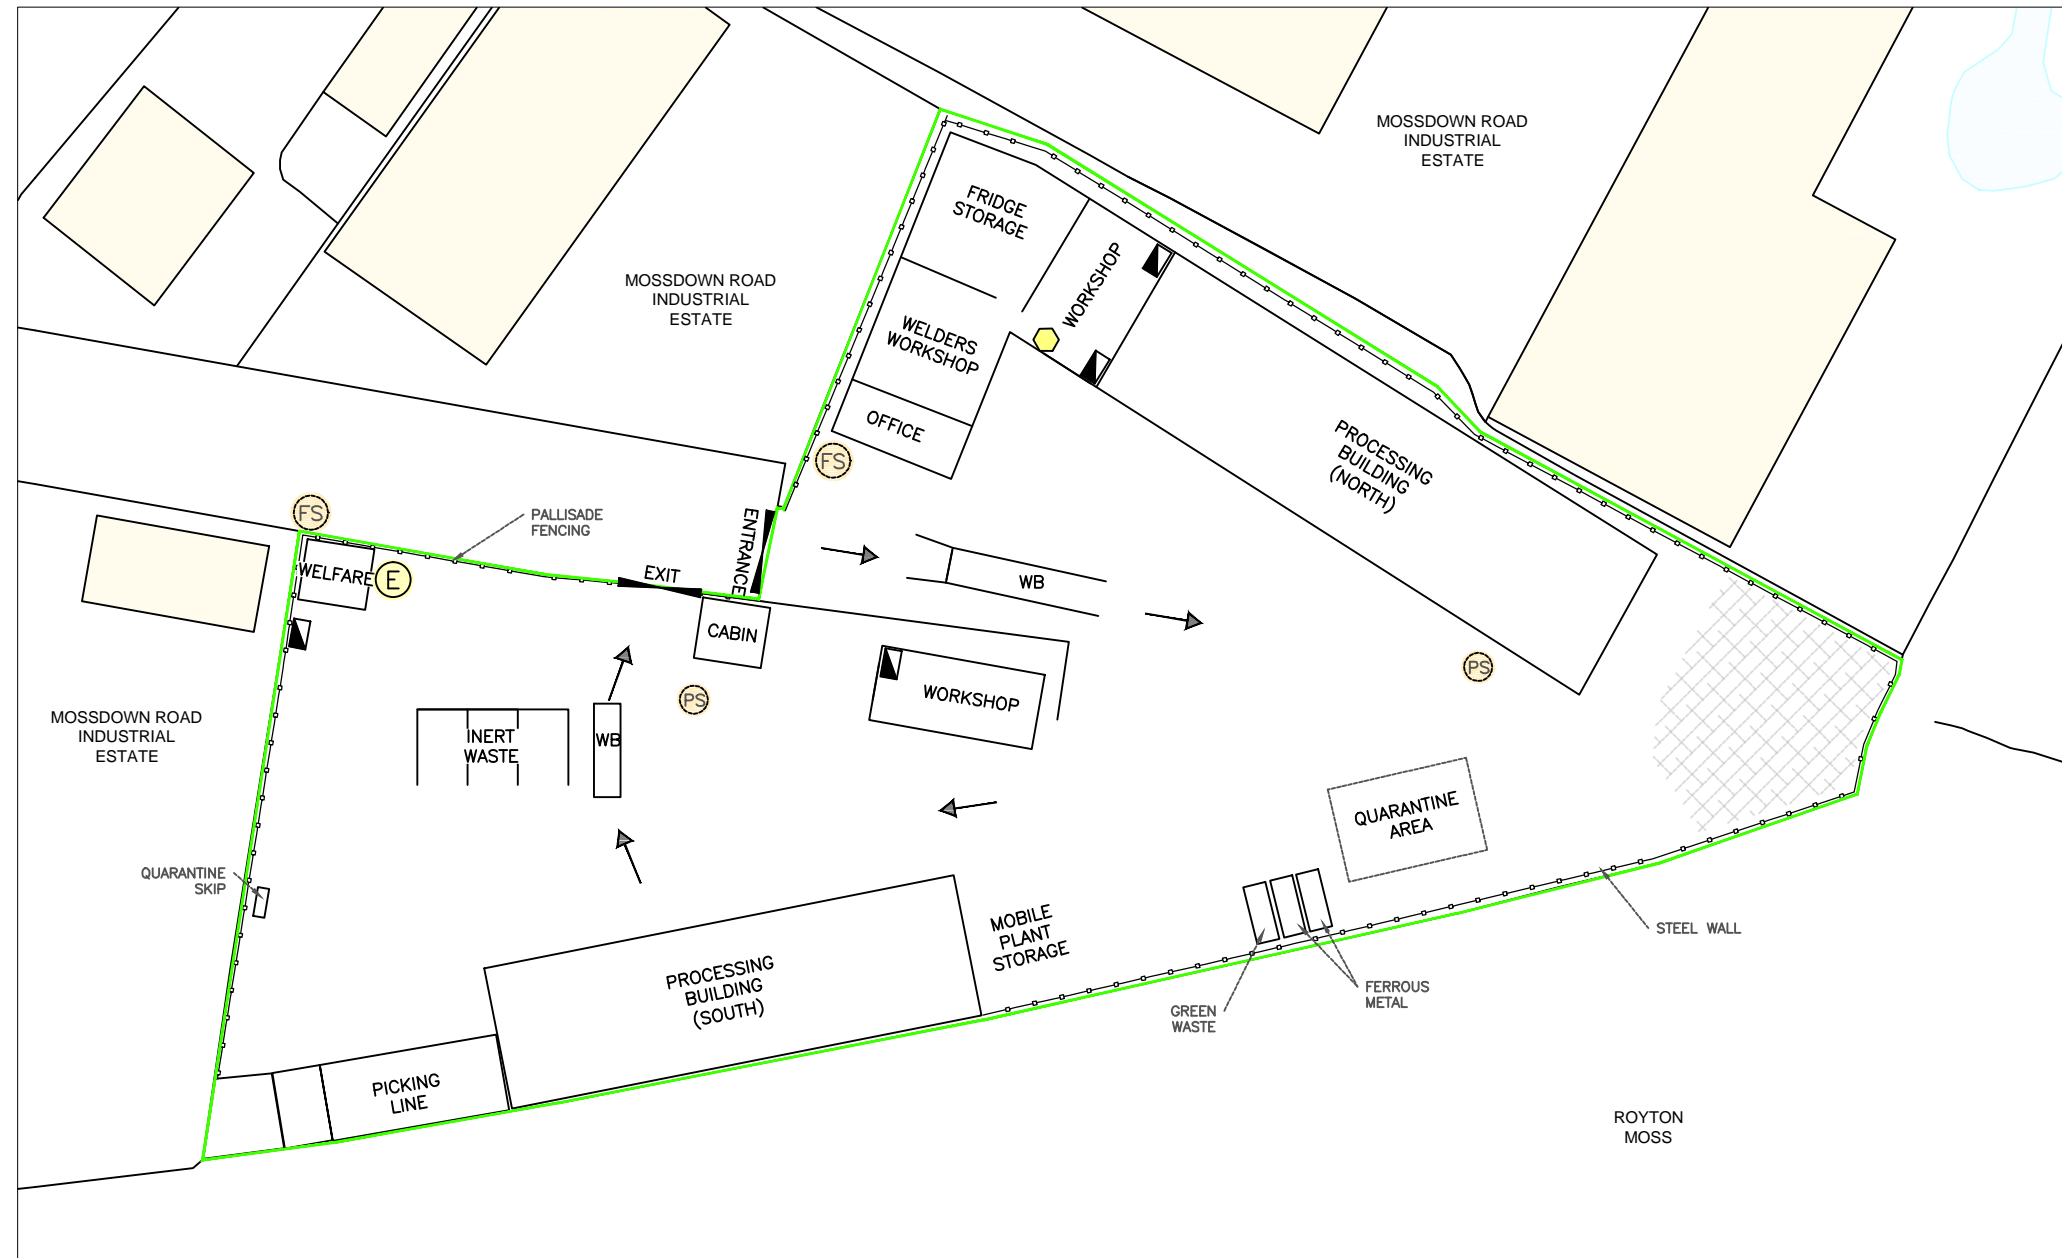 MOSSDOWN ROAD
INDUSTRIAL
ESTATE
FRIDGE
STORAGE
WORKSHOP
MOSSDOWN ROAD
INDUSTRIAL
ESTATE
WELDERS
WORKSHOP
OFFICE
FS
PROCESSING
BUILDING
(NORTH)
FS
PALLISADE
FENCING
ENTRANCE
EXIT
WELFARE
E
WB
CABIN
PS
PS
WORKSHOP
MOSSDOWN ROAD
INDUSTRIAL
ESTATE
INERT
WASTE
WB
QUARANTINE
AREA
QUARANTINE
SKIP
MOBILE
PLANT
STORAGE
STEEL WALL
PROCESSING
BUILDING
(SOUTH)
FERROUS
METAL
GREEN
WASTE
PICKING
LINE
ROYTON
MOSS